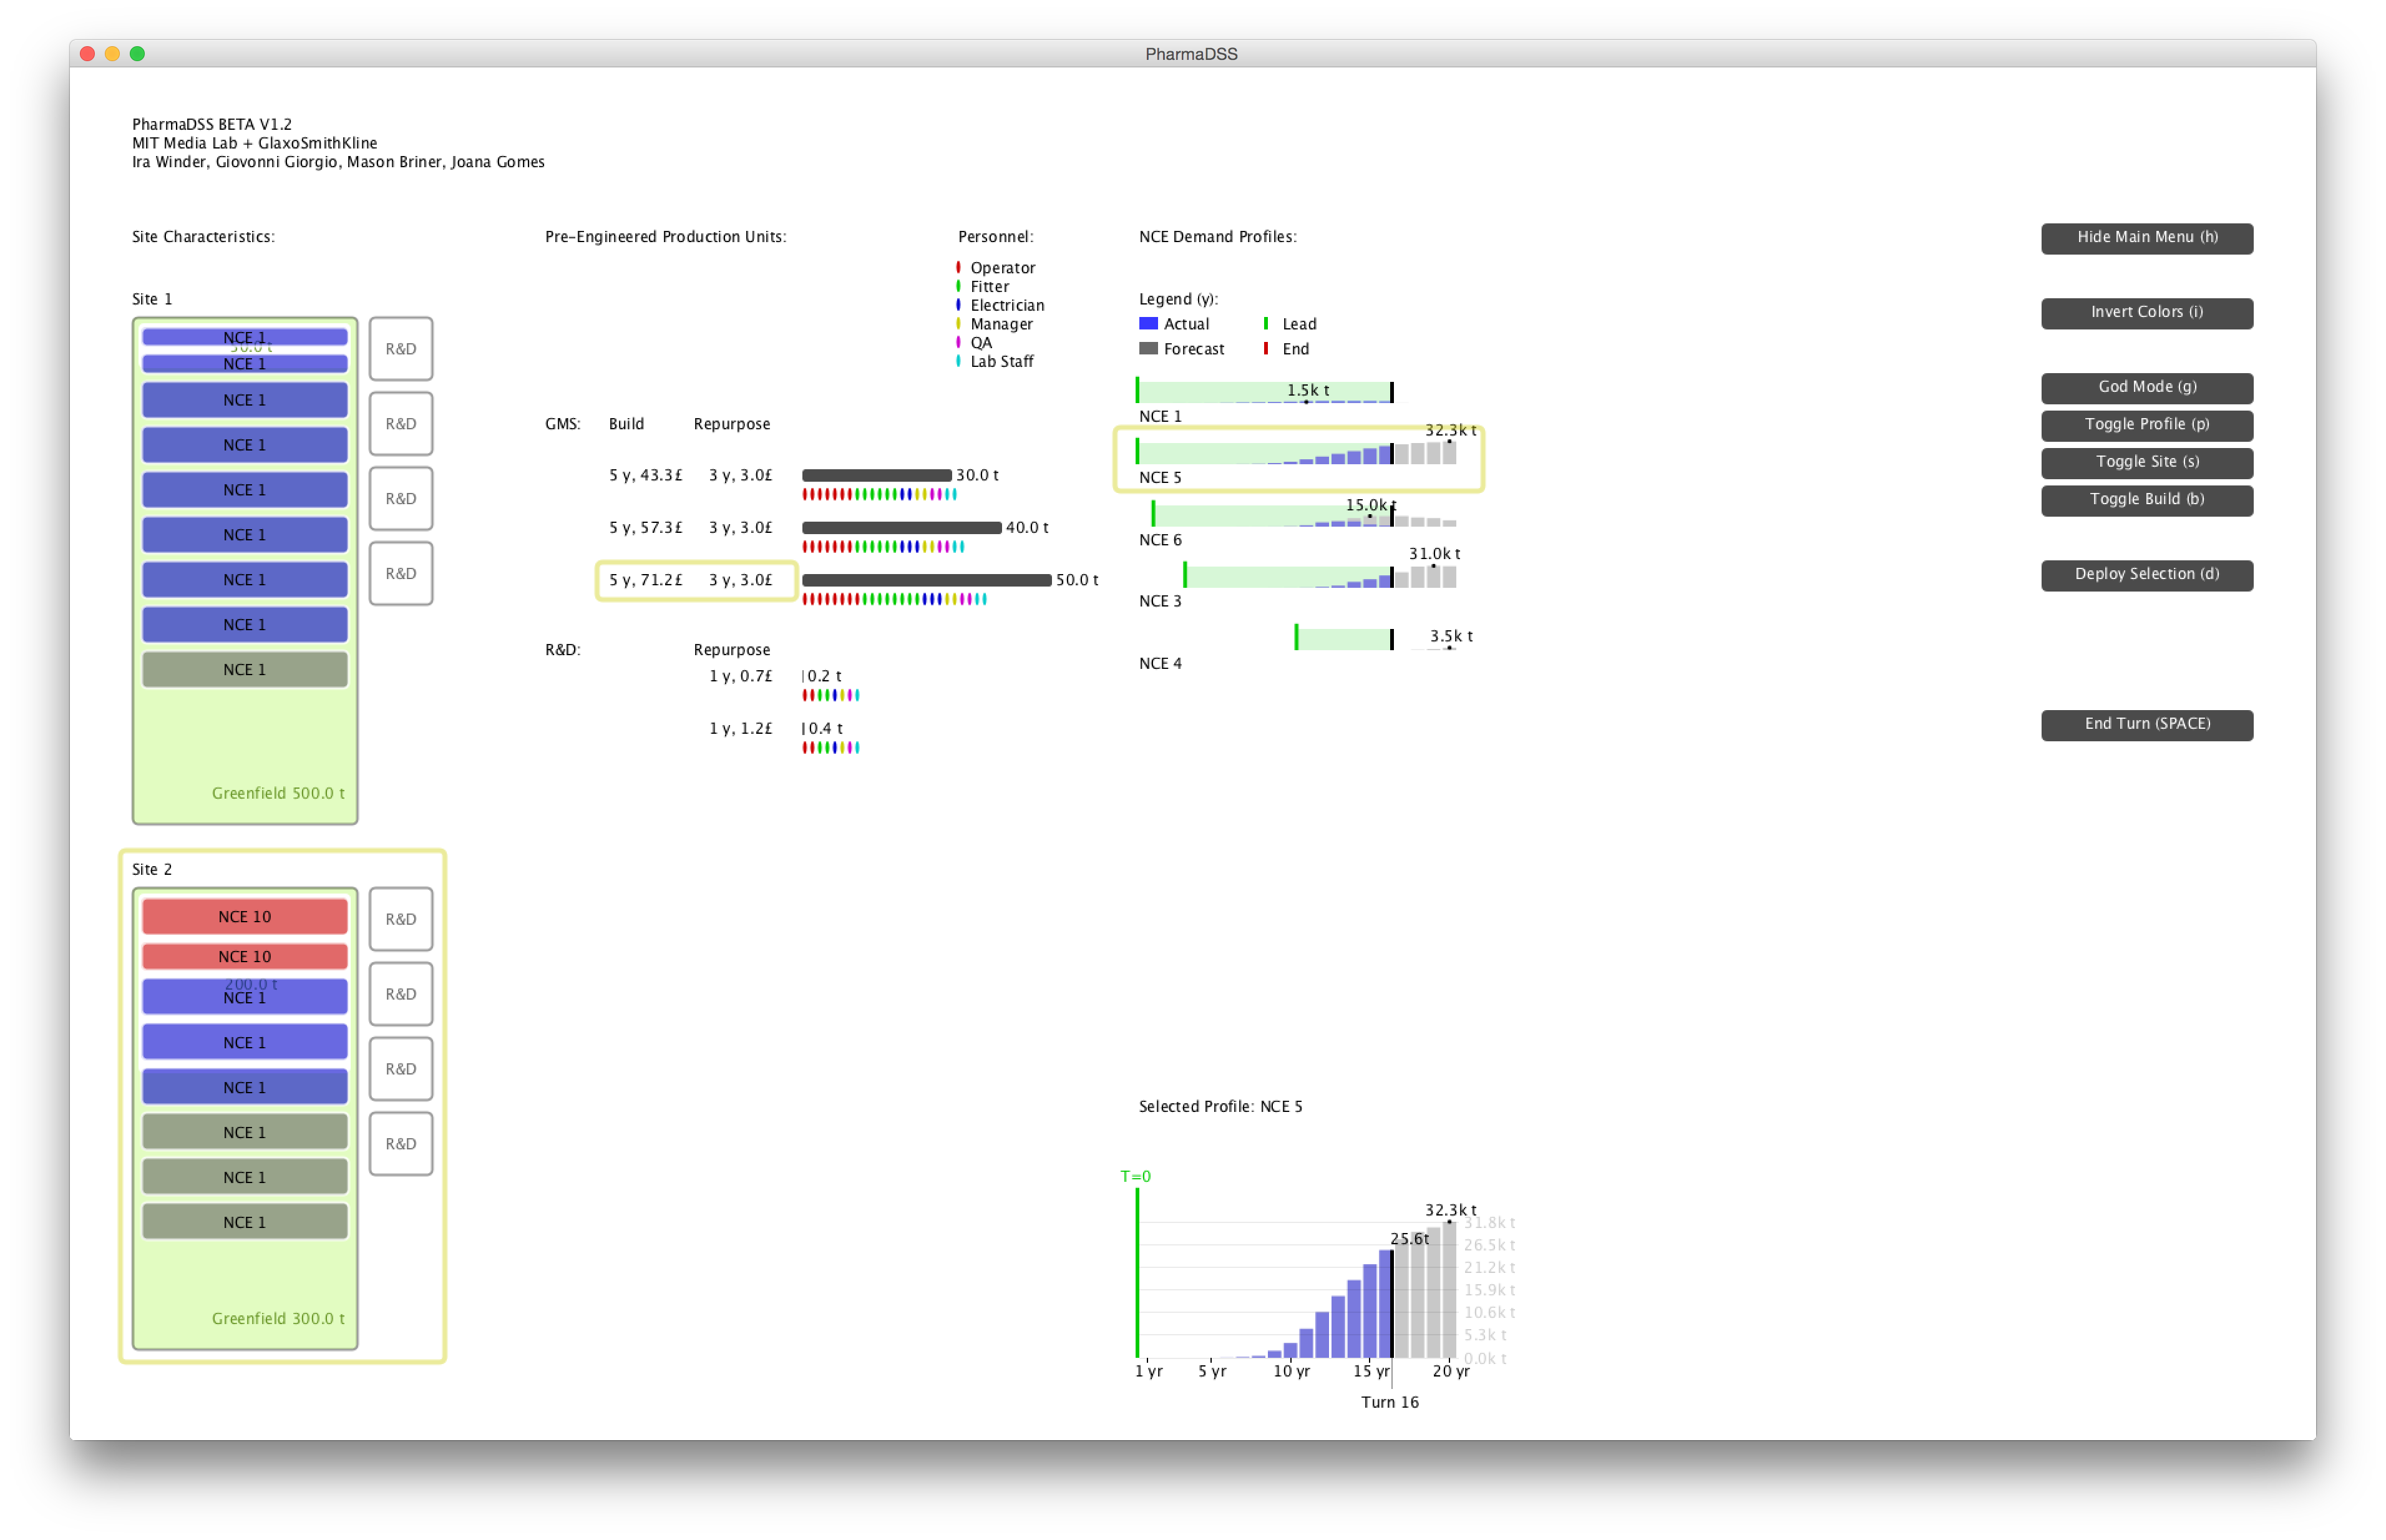 PharmaDSS
PharmaDSS BETA V1.2
MIT Media Lab + GlaxoSmithKline
Ira Winder, Giovonni Giorgio, Mason Briner, Joana Gomes
Site Characteristics:
Site 1
NCE 1
30.0 t
NCE 1
NCE 1
NCE 1
NCE 1
NCE 1
NCE 1
NCE 1
NCE 1
Greenfield 500.0 t
R&D
R&D
R&D
R&D
Site 2
NCE 10
NCE 10
200.0 t
NCE 1
NCE 1
NCE 1
NCE 1
NCE 1
NCE 1
Greenfield 300.0 t
R&D
R&D
R&D
R&D
Pre-Engineered Production Units:
GMS: Build Repurpose
5 y, 43.3£ 3 y, 3.0£ 30.0 t
5 y, 57.3£ 3 y, 3.0£ 40.0 t
5 y, 71.2£ 3 y, 3.0£ 50.0 t
R&D: Repurpose
1 y, 0.7£ 0.2 t
1 y, 1.2£ 0.4 t
Personnel:
Operator
Fitter
Electrician
Manager
QA
Lab Staff
NCE Demand Profiles:
Legend (y):
Actual Lead
Forecast End
1.5k t
NCE 1
32.3k t
NCE 5
15.0k t
NCE 6
31.0k t
NCE 3
3.5k t
NCE 4
Selected Profile: NCE 5
T=0
32.3k t
25.6t
31.8k t
26.5k t
21.2k t
15.9k t
10.6k t
5.3k t
0.0k t
1 yr 5 yr 10 yr 15 yr 20 yr
Turn 16
Hide Main Menu (h)
Invert Colors (i)
God Mode (g)
Toggle Profile (p)
Toggle Site (s)
Toggle Build (b)
Deploy Selection (d)
End Turn (SPACE)